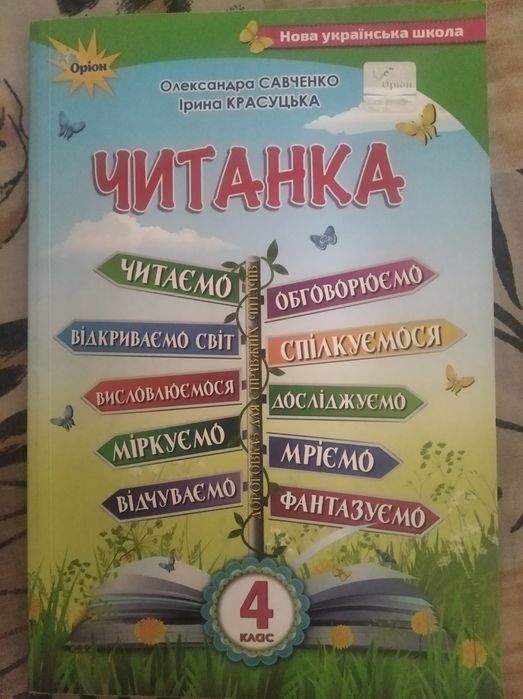 Нова українська школа
Оріон
Олександра САВЧЕНКО
Ірина КРАСУЦЬКА
Оріон
ЧИТАНКА
ЧИТАЄМО
ОБГОВОРЮЄМО
ВІДКРИВАЄМО СВІТ
СПІЛКУЄМОСЯ
ВИСЛОВЛЮЄМОСЯ
ДОСЛІДЖУЄМО
МІРКУЄМО
МРІЄМО
ВІДЧУВАЄМО
ФАНТАЗУЄМО
ДОРОГОВКАЗ ДЛЯ СПРАВЖНІХ ЧИТАЧІВ
4
КЛАС